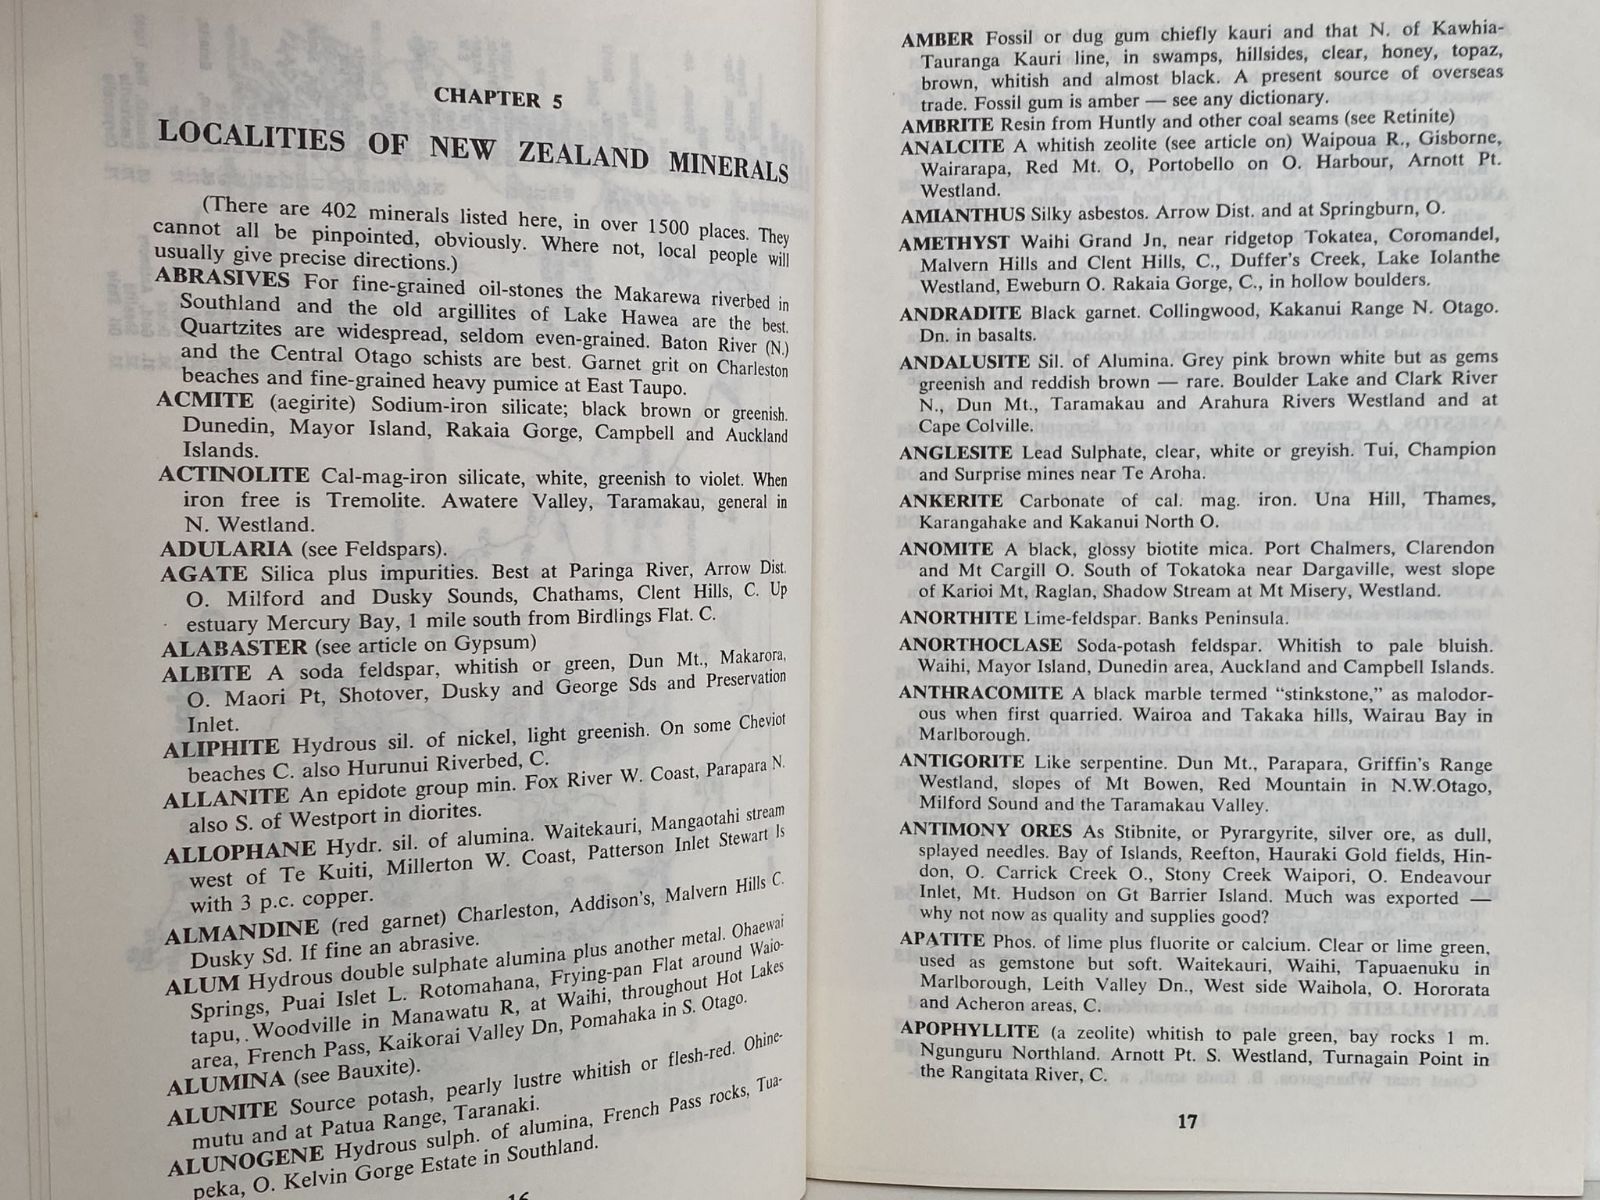 CHAPTER 5
LOCALITIES OF NEW ZEALAND MINERALS
(There are 402 minerals listed here, in over 1500 places. They
cannot all be pinpointed, obviously. Where not, local people will
usually give precise directions.)
ABRASIVES For fine-grained oil-stones the Makarewa riverbed in
Southland and the old argillites of Lake Hawea are the best.
Quartzites are widespread, seldom even-grained. Baton River (N.)
and the Central Otago schists are best. Garnet grit on Charleston
beaches and fine-grained heavy pumice at East Taupo.
ACMITE (aegirite) Sodium-iron silicate; black brown or greenish.
Dunedin, Mayor Island, Rakaia Gorge, Campbell and Auckland
Islands.
ACTINOLITE Cal-mag-iron silicate, white, greenish to violet. When
iron free is Tremolite. Awatere Valley, Taramakau, general in
N. Westland.
ADULARIA (see Feldspars).
AGATE Silica plus impurities. Best at Paringa River, Arrow Dist.
O. Milford and Dusky Sounds, Chathams, Clent Hills, C. Up
estuary Mercury Bay, 1 mile south from Birdlings Flat. C.
ALABASTER (see article on Gypsum)
ALBITE A soda feldspar, whitish or green, Dun Mt., Makarora,
O. Maori Pt, Shotover, Dusky and George Sds and Preservation
Inlet.
ALIPHITE Hydrous sil. of nickel, light greenish. On some Cheviot
beaches C. also Hurunui Riverbed, C.
ALLANITE An epidote group min. Fox River W. Coast, Parapara N.
also S. of Westport in diorites.
ALLOPHANE Hydr. sil. of alumina. Waitekauri, Mangaotahi stream
west of Te Kuiti, Millerton W. Coast, Patterson Inlet Stewart Is
with 3 p.c. copper.
ALMANDINE (red garnet) Charleston, Addison's, Malvern Hills C.
Dusky Sd. If fine an abrasive.
ALUM Hydrous double sulphate alumina plus another metal. Ohaewai
Springs, Puai Islet L. Rotomahana, Frying-pan Flat around Waio-
tapu, Woodville in Manawatu R, at Waihi, throughout Hot Lakes
area, French Pass, Kaikorai Valley Dn, Pomahaka in S. Otago.
ALUMINA (see Bauxite).
ALUNITE Source potash, pearly lustre whitish or flesh-red. Ohine-
mutu and at Patua Range, Taranaki.
ALUNOGENE Hydrous sulph. of alumina, French Pass rocks, Tua-
peka, O. Kelvin Gorge Estate in Southland.
16
AMBER Fossil or dug gum chiefly kauri and that N. of Kawhia-
Tauranga Kauri line, in swamps, hillsides, clear, honey, topaz,
brown, whitish and almost black. A present source of overseas
trade. Fossil gum is amber — see any dictionary.
AMBRITE Resin from Huntly and other coal seams (see Retinite)
ANALCITE A whitish zeolite (see article on) Waipoua R., Gisborne,
Wairarapa, Red Mt. O, Portobello on O. Harbour, Arnott Pt.
Westland.
AMIANTHUS Silky asbestos. Arrow Dist. and at Springburn, O.
AMETHYST Waihi Grand Jn, near ridgetop Tokatea, Coromandel,
Malvern Hills and Clent Hills, C., Duffer's Creek, Lake Iolanthe
Westland, Eweburn O. Rakaia Gorge, C., in hollow boulders.
ANDRADITE Black garnet. Collingwood, Kakanui Range N. Otago.
Dn. in basalts.
ANDALUSITE Sil. of Alumina. Grey pink brown white but as gems
greenish and reddish brown — rare. Boulder Lake and Clark River
N., Dun Mt., Taramakau and Arahura Rivers Westland and at
Cape Colville.
ANGLESITE Lead Sulphate, clear, white or greyish. Tui, Champion
and Surprise mines near Te Aroha.
ANKERITE Carbonate of cal. mag. iron. Una Hill, Thames,
Karangahake and Kakanui North O.
ANOMITE A black, glossy biotite mica. Port Chalmers, Clarendon
and Mt Cargill O. South of Tokatoka near Dargaville, west slope
of Karioi Mt, Raglan, Shadow Stream at Mt Misery, Westland.
ANORTHITE Lime-feldspar. Banks Peninsula.
ANORTHOCLASE Soda-potash feldspar. Whitish to pale bluish.
Waihi, Mayor Island, Dunedin area, Auckland and Campbell Islands.
ANTHRACOMITE A black marble termed “stinkstone,” as malodor-
ous when first quarried. Wairoa and Takaka hills, Wairau Bay in
Marlborough.
ANTIGORITE Like serpentine. Dun Mt., Parapara, Griffin's Range
Westland, slopes of Mt Bowen, Red Mountain in N.W.Otago,
Milford Sound and the Taramakau Valley.
ANTIMONY ORES As Stibnite, or Pyrargyrite, silver ore, as dull,
splayed needles. Bay of Islands, Reefton, Hauraki Gold fields, Hin-
don, O. Carrick Creek O., Stony Creek Waipori, O. Endeavour
Inlet, Mt. Hudson on Gt Barrier Island. Much was exported —
why not now as quality and supplies good?
APATITE Phos. of lime plus fluorite or calcium. Clear or lime green,
used as gemstone but soft. Waitekauri, Waihi, Tapuaenuku in
Marlborough, Leith Valley Dn., West side Waihola, O. Hororata
and Acheron areas, C.
APOPHYLLITE (a zeolite) whitish to pale green, bay rocks 1 m.
Ngunguru Northland. Arnott Pt. S. Westland, Turnagain Point in
the Rangitata River, C.
17